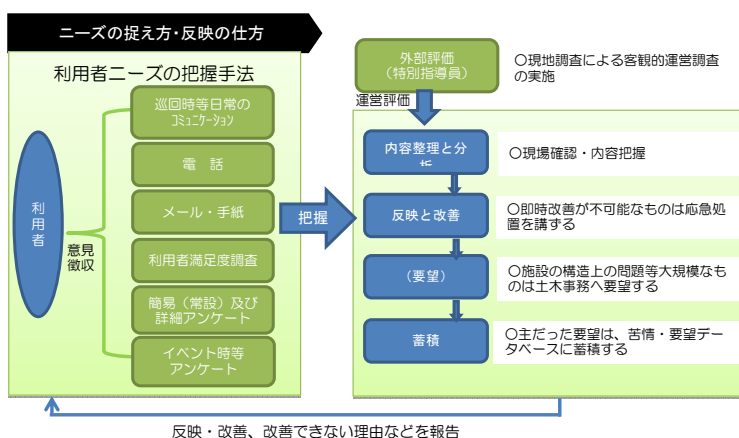 ニーズの捉え方･反映の仕方
利用者ニーズの把握手法
利用者
意見
徴収
巡回時等日常の
ｺﾐｭﾆｹｰｼｮﾝ
電　話
メール・手紙
利用者満足度調査
簡易（常設）及び
詳細アンケート
イベント時等
アンケート
把握
外部評価
（特別指導員）
〇現地調査による客観的運営調査
の実施
運営評価
内容整理と分
〇現場確認・内容把握
反映と改善
〇即時改善が不可能なものは応急処
置を講ずる
（要望）
〇施設の構造上の問題等大規模なも
のは土木事務へ要望する
蓄積
〇主だった要望は、苦情・要望デー
タベースに蓄積する
反映・改善、改善できない理由などを報告